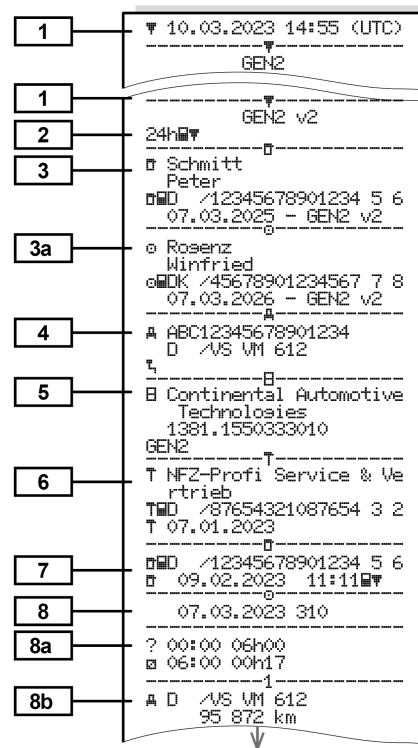 1 10.03.2023 14:55 (UTC)
GEN2
1
GEN2 v2
2 24h
3 Schmitt
Peter
D /12345678901234 5 6
07.03.2025 - GEN2 v2
3a Rogenz
Winfried
DK /45678901234567 7 8
07.03.2026 - GEN2 v2
4 ABC12345678901234
D /VS VM 612
5 Continental Automotive
Technologies
1381.1550333010
GEN2
6 NFZ-Profi Service & Ve
rtrieb
D /87654321087654 3 2
07.01.2023
7 D /12345678901234 5 6
09.02.2023 11:11
8 07.03.2023 310
8a ? 00:00 06h00
06:00 00h17
1
8b D /VS VM 612
95 872 km